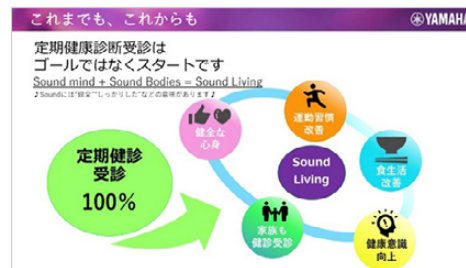 これまでも、これからも
YAMAHA
定期健康診断受診は
ゴールではなくスタートです
Sound mind + Sound Bodies = Sound Living
♪Soundには"健全""しっかりした"などの意味があります♪
健全な
心身
運動習慣
改善
食生活
改善
健康意識
向上
家族も
健診受診
Sound
Living
定期健診
受診
100%